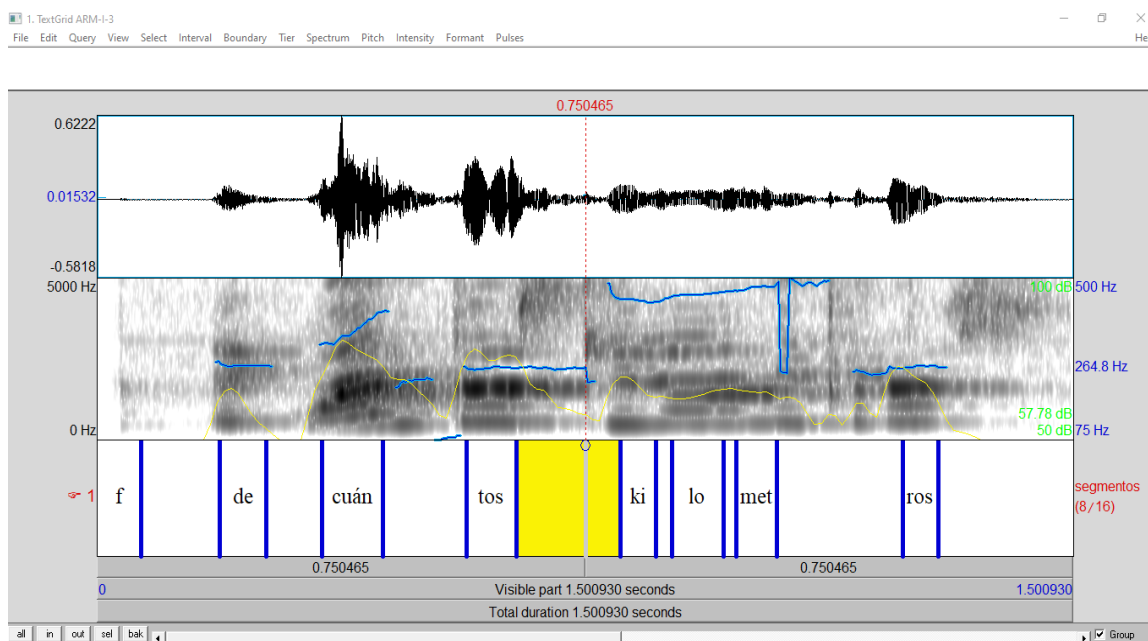 1. TextGrid ARM-I-3
File Edit Query View Select Interval Boundary Tier Spectrum Pitch Intensity Formant Pulses He
0.750465
0.6222
0.01532
-0.5818
5000 Hz 100 dB 500 Hz
264.8 Hz
57.78 dB
0 Hz 50 dB 75 Hz
1 f de cuán tos ki lo met ros segmentos
(8/16)
0.750465 0.750465
0 Visible part 1.500930 seconds 1.500930
Total duration 1.500930 seconds
all in out sel bak Group